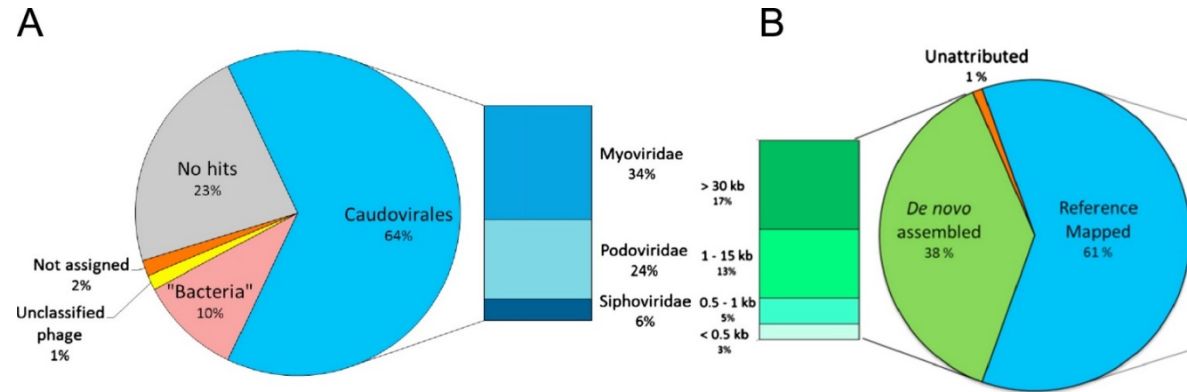 A
No hits
23%
Caudovirales
64%
Not assigned
2%
Unclassified
phage
1%
"Bacteria"
10%
Myoviridae
34%
Podoviridae
24%
Siphoviridae
6%
B
Unattributed
1 %
> 30 kb
17%
1 - 15 kb
13%
0.5 - 1 kb
5%
< 0.5 kb
3%
De novo
assembled
38 %
Reference
Mapped
61 %